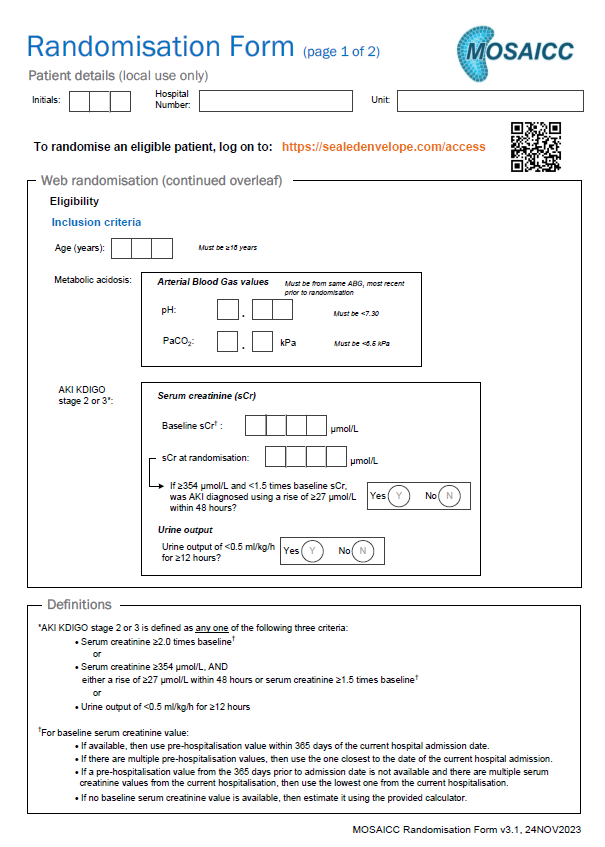 Randomisation Form (page 1 of 2)
MOSAICC
Patient details (local use only)
Initials:
Hospital
Number:
Unit:
To randomise an eligible patient, log on to: https://sealedenvelope.com/access
Web randomisation (continued overleaf)
Eligibility
Inclusion criteria
Age (years):
Must be ≥18 years
Metabolic acidosis:
Arterial Blood Gas values
Must be from same ABG, most recent
prior to randomisation
pH:
.
Must be <7.30
PaCO₂:
.
kPa
Must be <6.5 kPa
AKI KDIGO
stage 2 or 3*:
Serum creatinine (sCr)
Baseline sCr† :
µmol/L
sCr at randomisation:
µmol/L
If ≥354 µmol/L and <1.5 times baseline sCr,
was AKI diagnosed using a rise of ≥27 µmol/L
within 48 hours?
Yes Y No N
Urine output
Urine output of <0.5 ml/kg/h
for ≥12 hours?
Yes Y No N
Definitions
*AKI KDIGO stage 2 or 3 is defined as any one of the following three criteria:
• Serum creatinine ≥2.0 times baseline†
or
• Serum creatinine ≥354 µmol/L, AND
either a rise of ≥27 µmol/L within 48 hours or serum creatinine ≥1.5 times baseline†
or
• Urine output of <0.5 ml/kg/h for ≥12 hours
†For baseline serum creatinine value:
• If available, then use pre-hospitalisation value within 365 days of the current hospital admission date.
• If there are multiple pre-hospitalisation values, then use the one closest to the date of the current hospital admission.
• If a pre-hospitalisation value from the 365 days prior to admission date is not available and there are multiple serum
creatinine values from the current hospitalisation, then use the lowest one from the current hospitalisation.
• If no baseline serum creatinine value is available, then estimate it using the provided calculator.
MOSAICC Randomisation Form v3.1, 24NOV2023